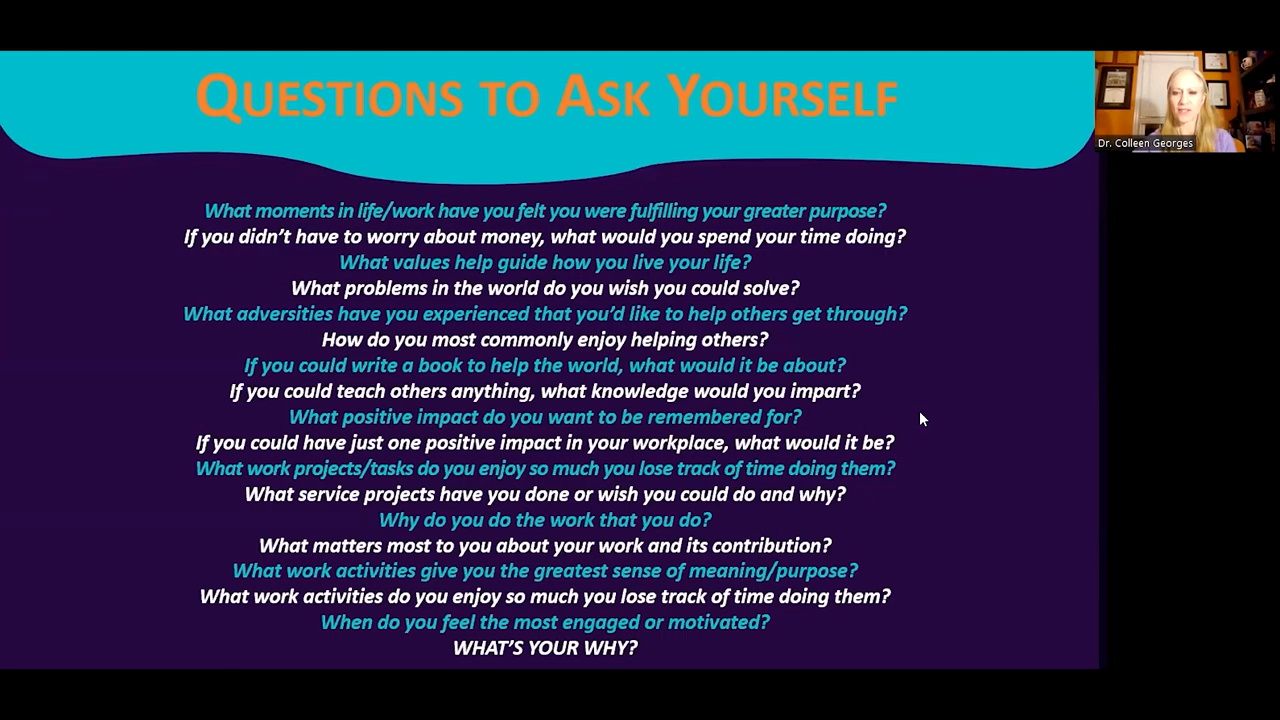 QUESTIONS TO ASK YOURSELF
Dr. Colleen Georges
What moments in life/work have you felt you were fulfilling your greater purpose?
If you didn't have to worry about money, what would you spend your time doing?
What values help guide how you live your life?
What problems in the world do you wish you could solve?
What adversities have you experienced that you'd like to help others get through?
How do you most commonly enjoy helping others?
If you could write a book to help the world, what would it be about?
If you could teach others anything, what knowledge would you impart?
What positive impact do you want to be remembered for?
If you could have just one positive impact in your workplace, what would it be?
What work projects/tasks do you enjoy so much you lose track of time doing them?
What service projects have you done or wish you could do and why?
Why do you do the work that you do?
What matters most to you about your work and its contribution?
What work activities give you the greatest sense of meaning/purpose?
What work activities do you enjoy so much you lose track of time doing them?
When do you feel the most engaged or motivated?
WHAT'S YOUR WHY?